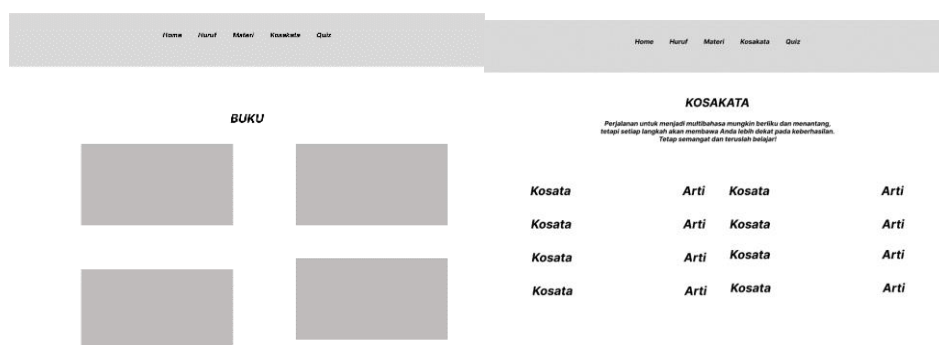 Home Huruf Materi Kosakata Quiz
BUKU
Home Huruf Materi Kosakata Quiz
KOSAKATA
Perjalanan untuk menjadi multibahasa mungkin berliku dan menantang,
tetapi setiap langkah akan membawa Anda lebih dekat pada keberhasilan.
Tetap semangat dan teruslah belajar!
Kosata Arti Kosata Arti
Kosata Arti Kosata Arti
Kosata Arti Kosata Arti
Kosata Arti Kosata Arti